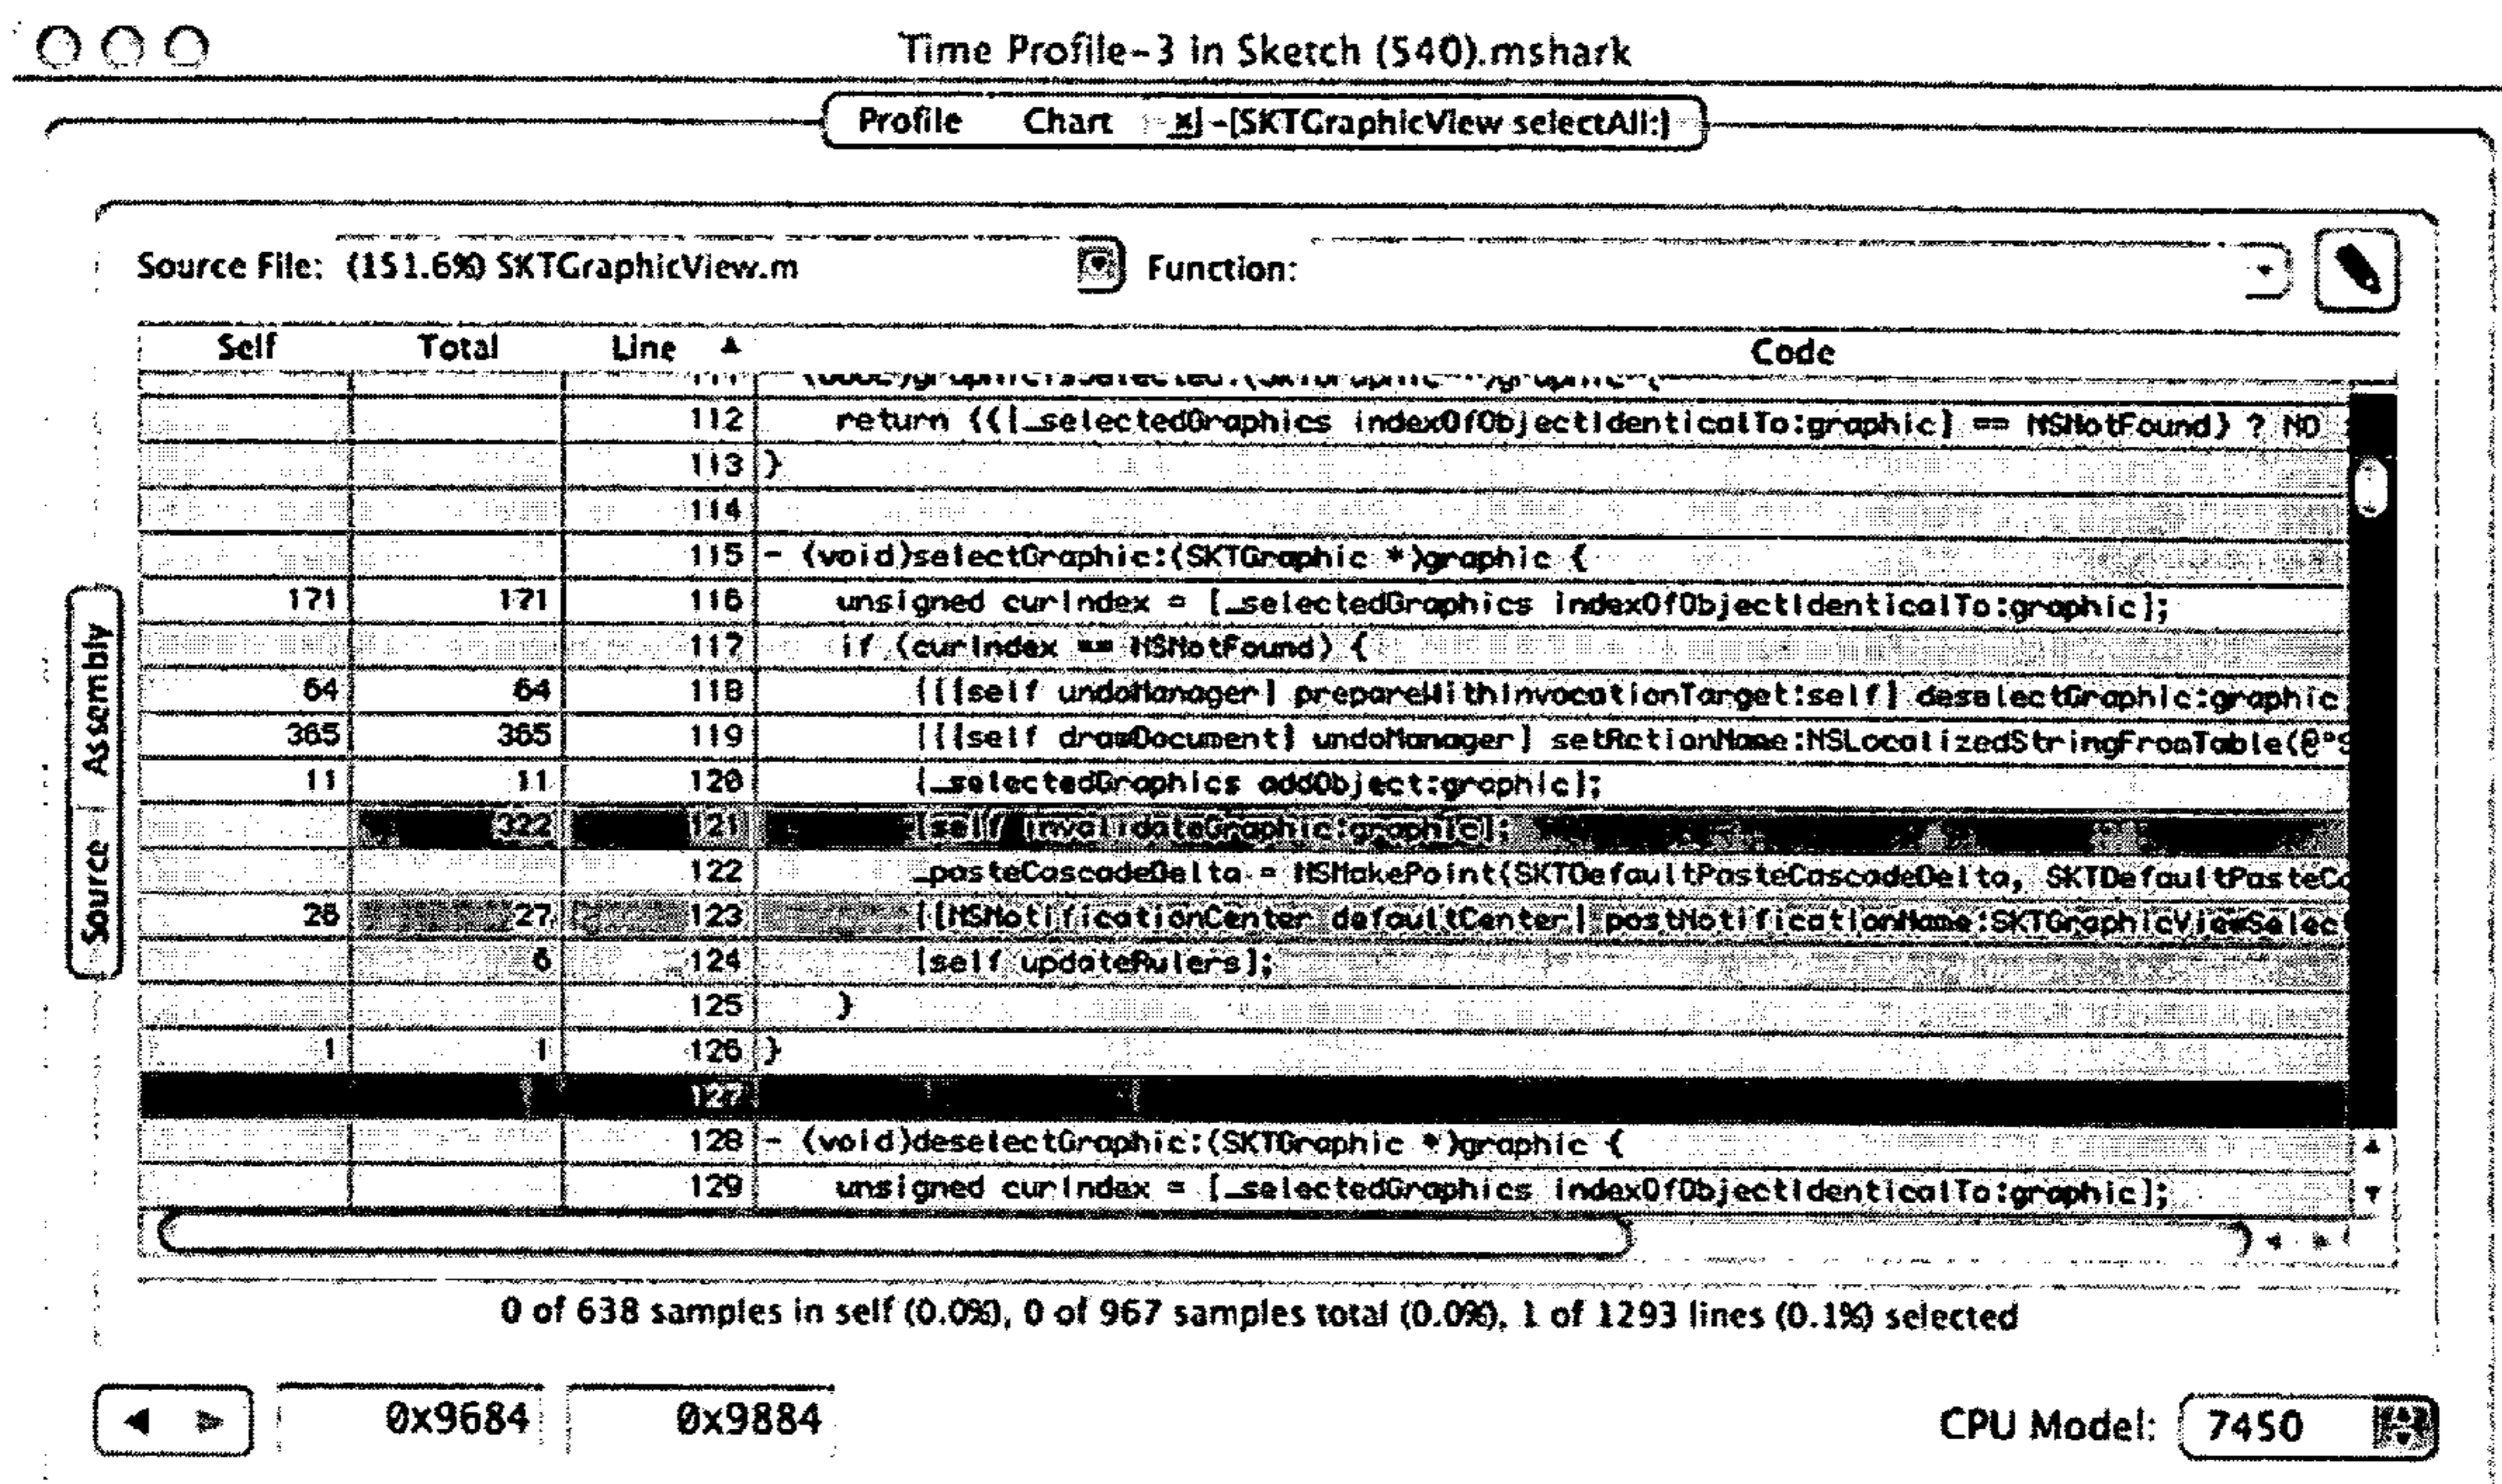 Time Profile-3 in Sketch (540).mshark
Profile Chart -[SKTGraphicView selectAll:]
Source File: (151.6%) SKTGraphicView.m Function:
Self Total Line Code
112 return (([_selectedGraphics indexOfObjectIdenticalTo:graphic] == NSNotFound) ? NO
113 }
114
115 - (void)selectGraphic:(SKTGraphic *)graphic {
171 171 116 unsigned curIndex = [_selectedGraphics indexOfObjectIdenticalTo:graphic];
117 if (curIndex == NSNotFound) {
64 64 118 [[[self undoManager] prepareWithInvocationTarget:self] deselectGraphic:graphic
365 365 119 [[[self drawDocument] undoManager] setActionName:NSLocalizedStringFromTable(@"S
11 11 120 [_selectedGraphics addObject:graphic];
322 121 [self invalidateGraphic:graphic];
122 _pasteCascadeDelta = NSMakePoint(SKTDefaultPasteCascadeDelta, SKTDefaultPasteCa
26 27 123 [[NSNotificationCenter defaultCenter] postNotificationName:SKTGraphicViewSelec
6 124 [self updateRulers];
125 }
1 1 126 }
127
128 - (void)deselectGraphic:(SKTGraphic *)graphic {
129 unsigned curIndex = [_selectedGraphics indexOfObjectIdenticalTo:graphic];
Source Assembly
0 of 638 samples in self (0.0%), 0 of 967 samples total (0.0%), 1 of 1293 lines (0.1%) selected
0x9684 0x9884 CPU Model: 7450